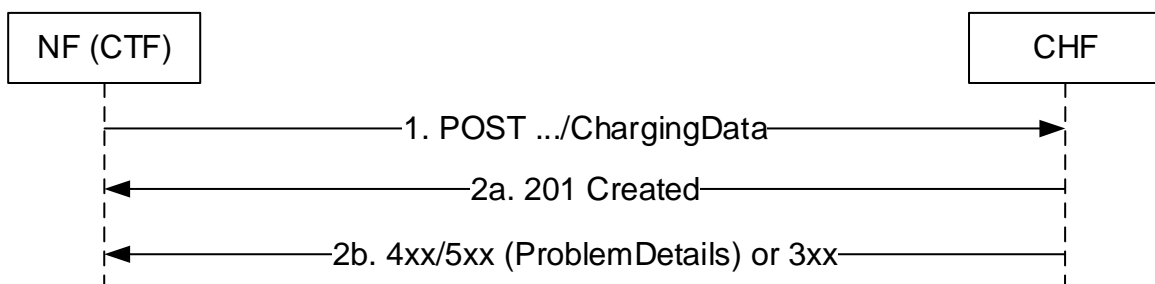 NF (CTF)
CHF
1. POST .../ChargingData
2a. 201 Created
2b. 4xx/5xx (ProblemDetails) or 3xx